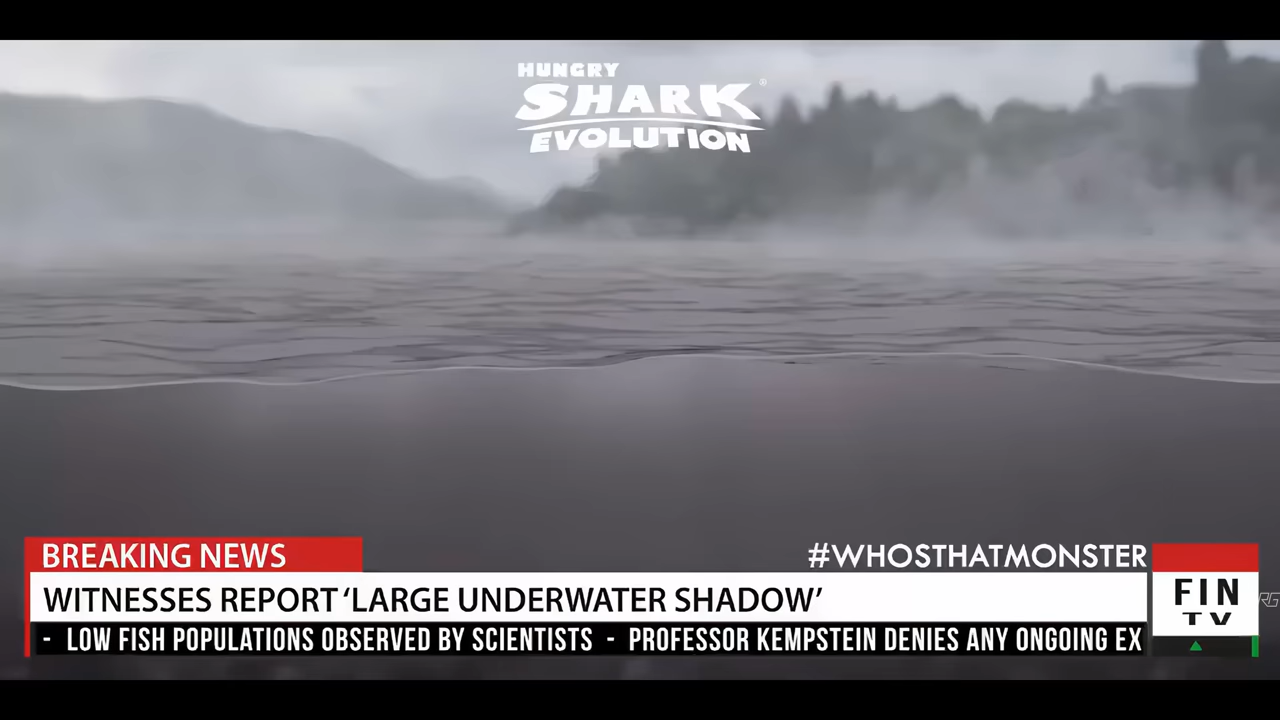 HUNGRY
SHARK®
EVOLUTION
BREAKING NEWS
#WHOSTHATMONSTER
WITNESSES REPORT ‘LARGE UNDERWATER SHADOW’
FIN
TV
- LOW FISH POPULATIONS OBSERVED BY SCIENTISTS - PROFESSOR KEMPSTEIN DENIES ANY ONGOING EX
RG